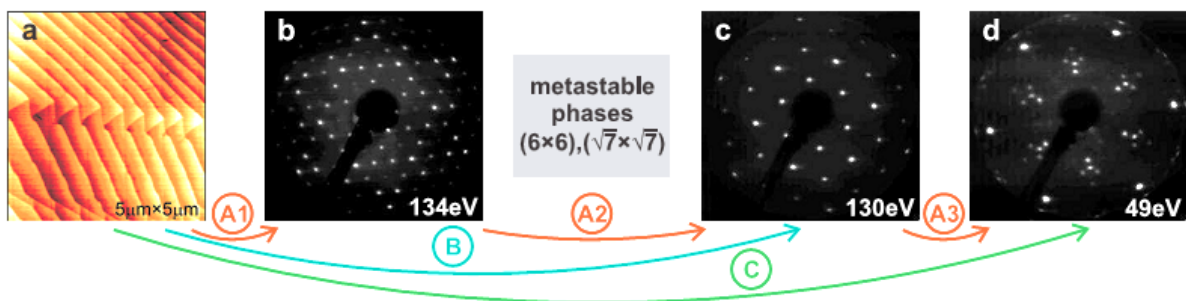 a
5µm×5µm
b
134eV
metastable
phases
(6×6),(√7×√7)
c
130eV
d
49eV
A1
B
A2
C
A3